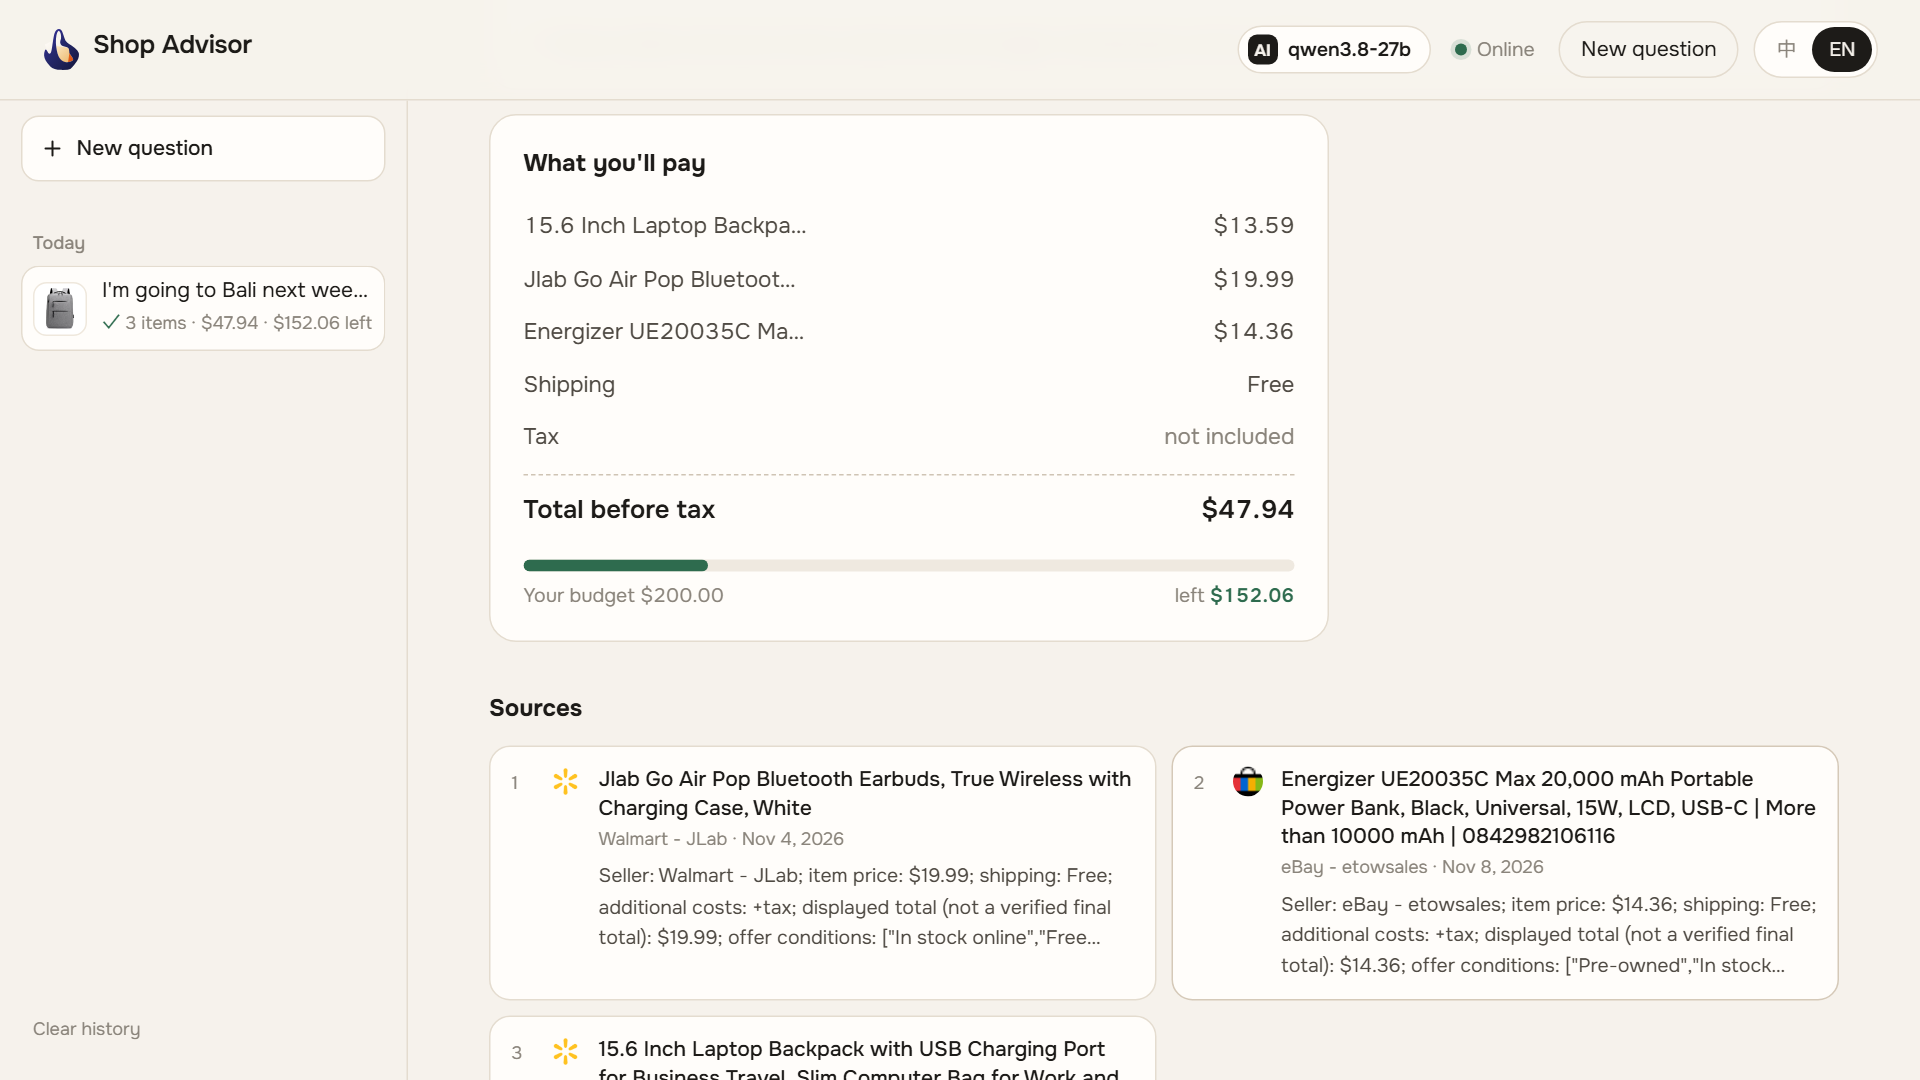 Shop Advisor
AI qwen3.8-27b
Online
New question
中 EN
New question
Today
I'm going to Bali next wee...
3 items · $47.94 · $152.06 left
Clear history
What you'll pay
15.6 Inch Laptop Backpa... $13.59
Jlab Go Air Pop Bluetoot... $19.99
Energizer UE20035C Ma... $14.36
Shipping Free
Tax not included
Total before tax $47.94
Your budget $200.00 left $152.06
Sources
1
Jlab Go Air Pop Bluetooth Earbuds, True Wireless with
Charging Case, White
Walmart - JLab · Nov 4, 2026
Seller: Walmart - JLab; item price: $19.99; shipping: Free;
additional costs: +tax; displayed total (not a verified final
total): $19.99; offer conditions: ["In stock online","Free...
2
Energizer UE20035C Max 20,000 mAh Portable
Power Bank, Black, Universal, 15W, LCD, USB-C | More
than 10000 mAh | 0842982106116
eBay - etowsales · Nov 8, 2026
Seller: eBay - etowsales; item price: $14.36; shipping: Free;
additional costs: +tax; displayed total (not a verified final
total): $14.36; offer conditions: ["Pre-owned","In stock...
3
15.6 Inch Laptop Backpack with USB Charging Port
for Business Travel, Slim Computer Bag for Work and